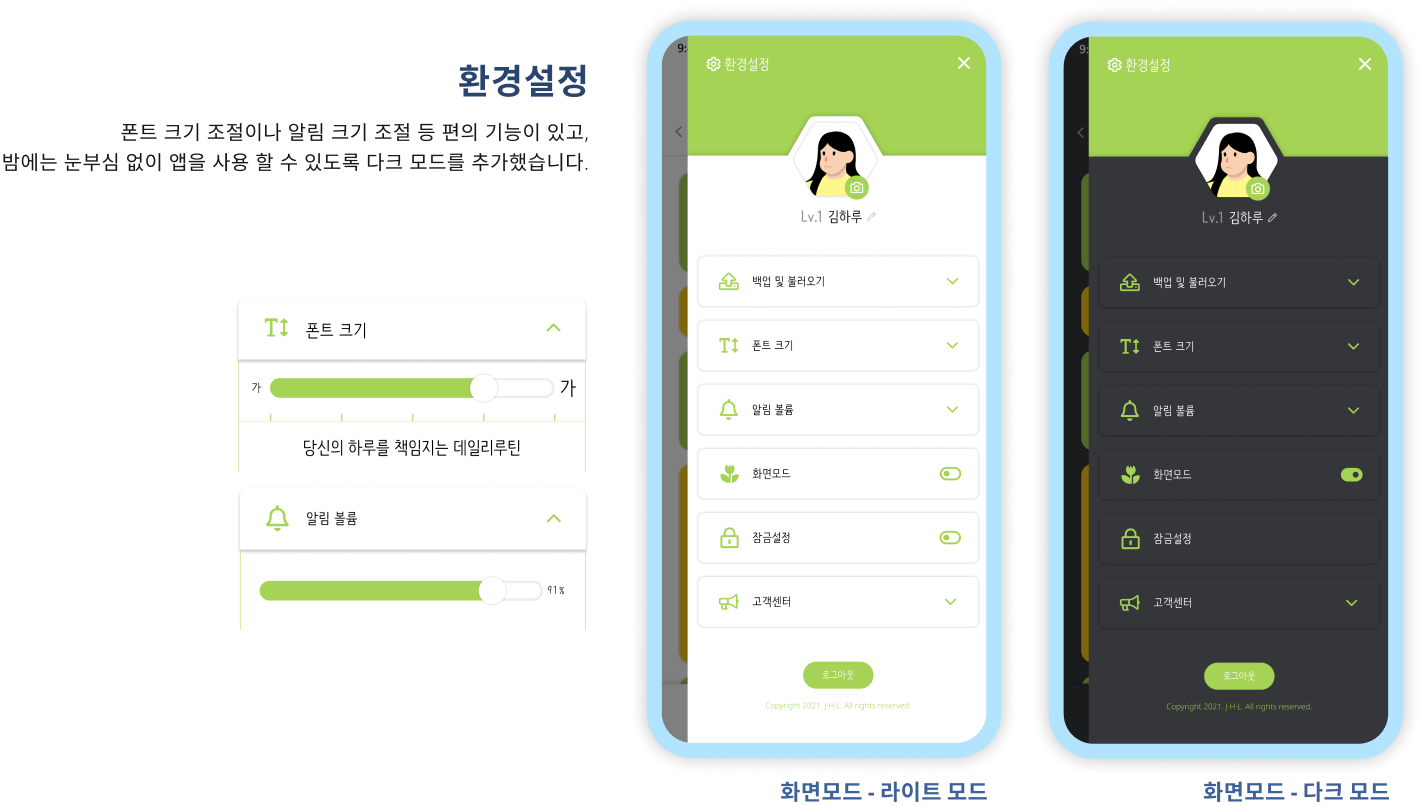 환경설정
폰트 크기 조절이나 알림 크기 조절 등 편의 기능이 있고,
밤에는 눈부심 없이 앱을 사용 할 수 있도록 다크 모드를 추가했습니다.
폰트 크기
가 가
당신의 하루를 책임지는 데일리루틴
알림 볼륨
91%
9:
환경설정
Lv.1 김하루
백업 및 불러오기
폰트 크기
알림 볼륨
화면모드
잠금설정
고객센터
로그아웃
Copyright 2021. J·H·L. All rights reserved.
화면모드 - 라이트 모드
9:
환경설정
Lv.1 김하루
백업 및 불러오기
폰트 크기
알림 볼륨
화면모드
잠금설정
고객센터
로그아웃
Copyright 2021. J·H·L. All rights reserved.
화면모드 - 다크 모드